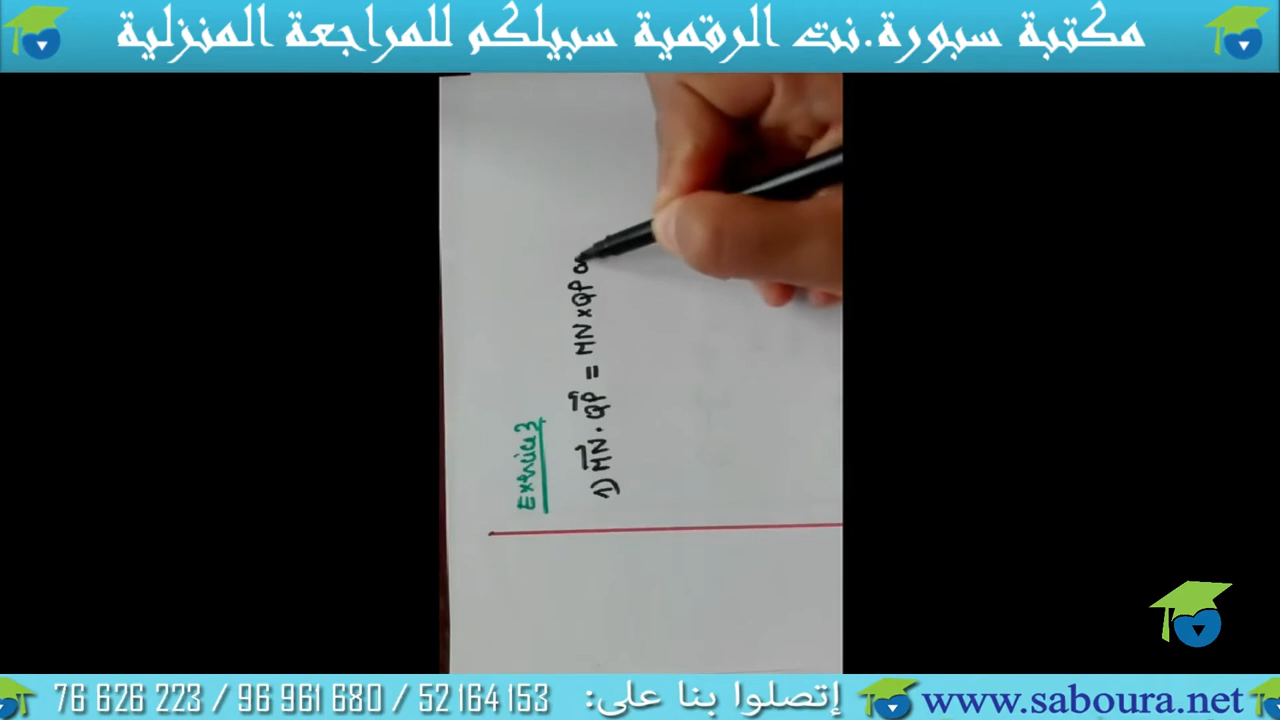 مكتبة سبورة.نت الرقمية سبيلكم للمراجعة المنزلية
Exercice 3
1) MN⃗ . QP⃗ = MN x QP
76 626 223 / 96 961 680 / 52 164 153 إتصلوا بنا على: www.saboura.net